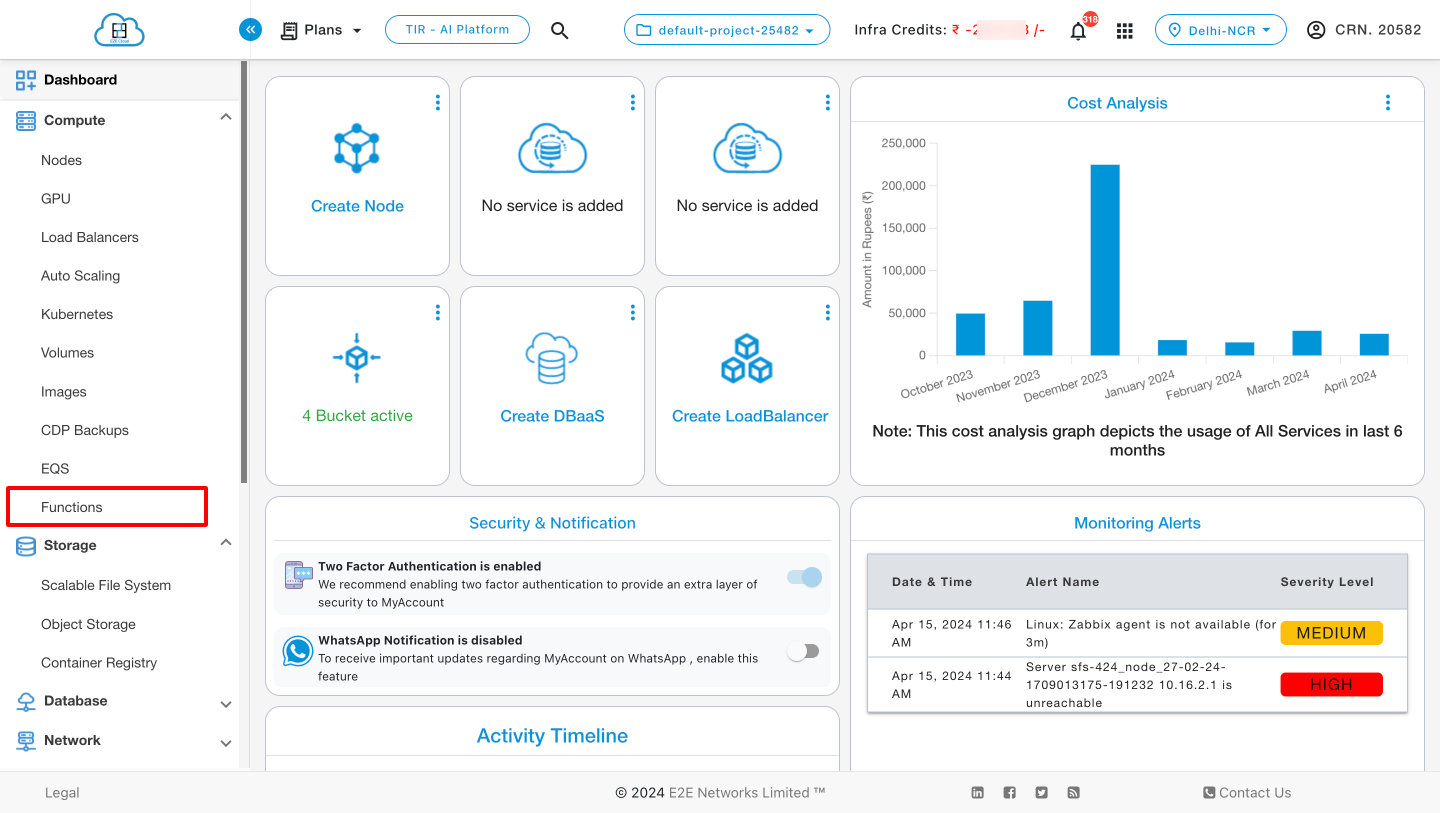 E2E Cloud
Plans
TIR - AI Platform
default-project-25482
Infra Credits: ₹ -2 /-
318
Delhi-NCR
CRN. 20582
Dashboard
Compute
Nodes
GPU
Load Balancers
Auto Scaling
Kubernetes
Volumes
Images
CDP Backups
EQS
Functions
Storage
Scalable File System
Object Storage
Container Registry
Database
Network
Create Node
No service is added
No service is added
4 Bucket active
Create DBaaS
Create LoadBalancer
Cost Analysis
Amount in Rupees (₹)
250,000
200,000
150,000
100,000
50,000
0
October 2023
November 2023
December 2023
January 2024
February 2024
March 2024
April 2024
Note: This cost analysis graph depicts the usage of All Services in last 6
months
Security & Notification
Two Factor Authentication is enabled
We recommend enabling two factor authentication to provide an extra layer of
security to MyAccount
WhatsApp Notification is disabled
To receive important updates regarding MyAccount on WhatsApp , enable this
feature
Activity Timeline
Monitoring Alerts
Date & Time Alert Name Severity Level
Apr 15, 2024 11:46 Linux: Zabbix agent is not available (for MEDIUM
AM 3m)
Apr 15, 2024 11:44 Server sfs-424_node_27-02-24-
AM 1709013175-191232 10.16.2.1 is HIGH
unreachable
Legal
© 2024 E2E Networks Limited ™
Contact Us